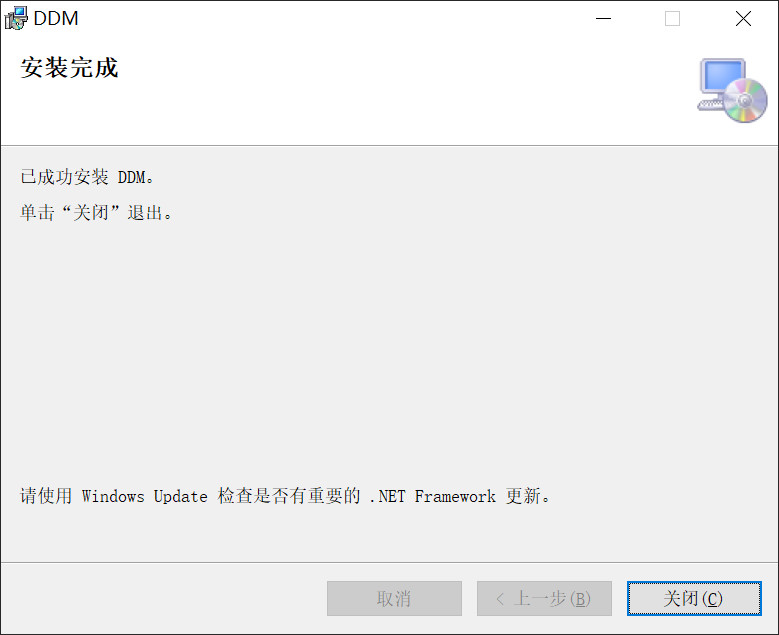 DDM
安装完成
已成功安装 DDM。
单击“关闭”退出。
请使用 Windows Update 检查是否有重要的 .NET Framework 更新。
取消
< 上一步(B)
关闭(C)